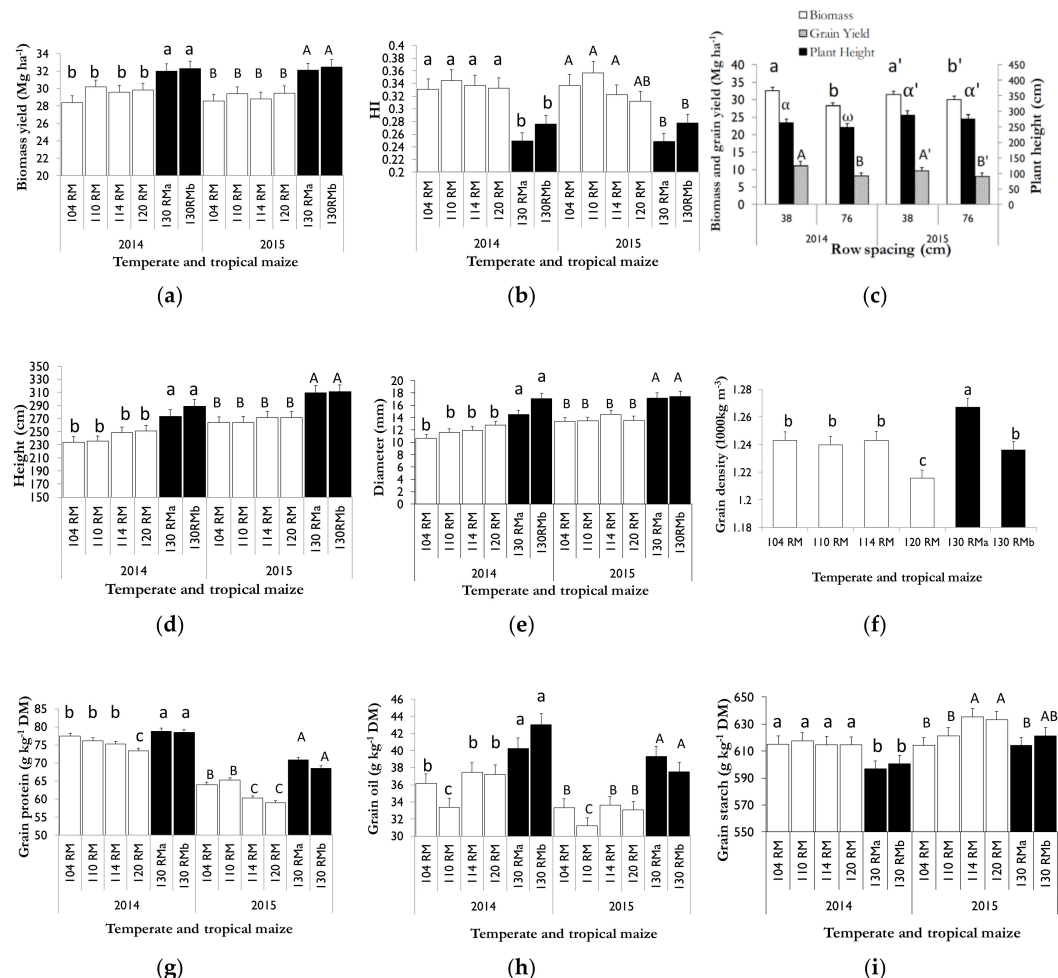 Biomass
Grain Yield
Plant Height
Biomass yield (Mg ha-1)
34
32
30
28
26
24
22
20
b b b b a a B B B B A A
104 RM 110 RM 114 RM 120 RM 130 RMa 130 RMb 104 RM 110 RM 114 RM 120 RM 130 RMa 130 RMb
2014 2015
Temperate and tropical maize
(a)
HI
0.4
0.38
0.36
0.34
0.32
0.3
0.28
0.26
0.24
0.22
0.2
a a a a b b A A A AB B B
104 RM 110 RM 114 RM 120 RM 130 RMa 130RMb 104 RM 110 RM 114 RM 120 RM 130 RMa 130RMb
2014 2015
Temperate and tropical maize
(b)
Biomass and grain yield (Mg ha-1)
40
35
30
25
20
15
10
5
0
a α A b ω B a' α' A' b' α' B'
450
400
350
300
250
200
150
100
50
0
Plant height (cm)
38 76 38 76
2014 2015
Row spacing (cm)
(c)
Height (cm)
350
330
310
290
270
250
230
210
190
170
150
b b b b a a B B B B A A
104 RM 110 RM 114 RM 120 RM 130 RMa 130RMb 104 RM 110 RM 114 RM 120 RM 130 RMa 130RMb
2014 2015
Temperate and tropical maize
(d)
Diameter (mm)
20
18
16
14
12
10
8
6
4
2
0
b b b b a a B B B B A A
104 RM 110 RM 114 RM 120 RM 130 RMa 130RMb 104 RM 110 RM 114 RM 120 RM 130 RMa 130RMb
2014 2015
Temperate and tropical maize
(e)
Grain density (1000kg m-3)
1.28
1.26
1.24
1.22
1.2
1.18
b b b c a b
104 RM 110 RM 114 RM 120 RM 130 RMa 130 RMb
Temperate and tropical maize
(f)
Grain protein (g kg-1 DM)
85
80
75
70
65
60
55
50
b b b c a a B B C C A A
104 RM 110 RM 114 RM 120 RM 130 RMa 130 RMb 104 RM 110 RM 114 RM 120 RM 130 RMa 130 RMb
2014 2015
Temperate and tropical maize
(g)
Grain oil (g kg-1 DM)
46
44
42
40
38
36
34
32
30
b c b b a a B C B B A A
104 RM 110 RM 114 RM 120 RM 130 RMa 130 RMb 104 RM 110 RM 114 RM 120 RM 130 RMa 130 RMb
2014 2015
Temperate and tropical maize
(h)
Grain starch (g kg-1 DM)
650
630
610
590
570
550
a a a a b b B B A A B AB
104 RM 110 RM 114 RM 120 RM 130 RMa 130 RMb 104 RM 110 RM 114 RM 120 RM 130 RMa 130 RMb
2014 2015
Temperate and tropical maize
(i)